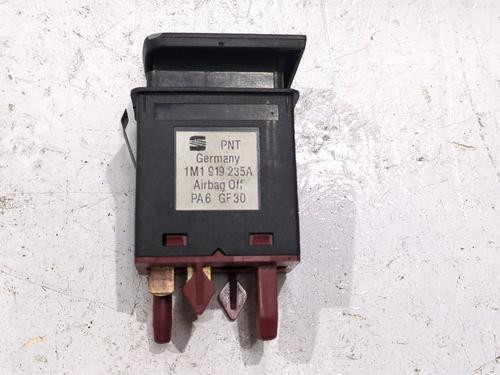 PNT
Germany
1M1 919 235A
Airbag Off
PA6 GF30